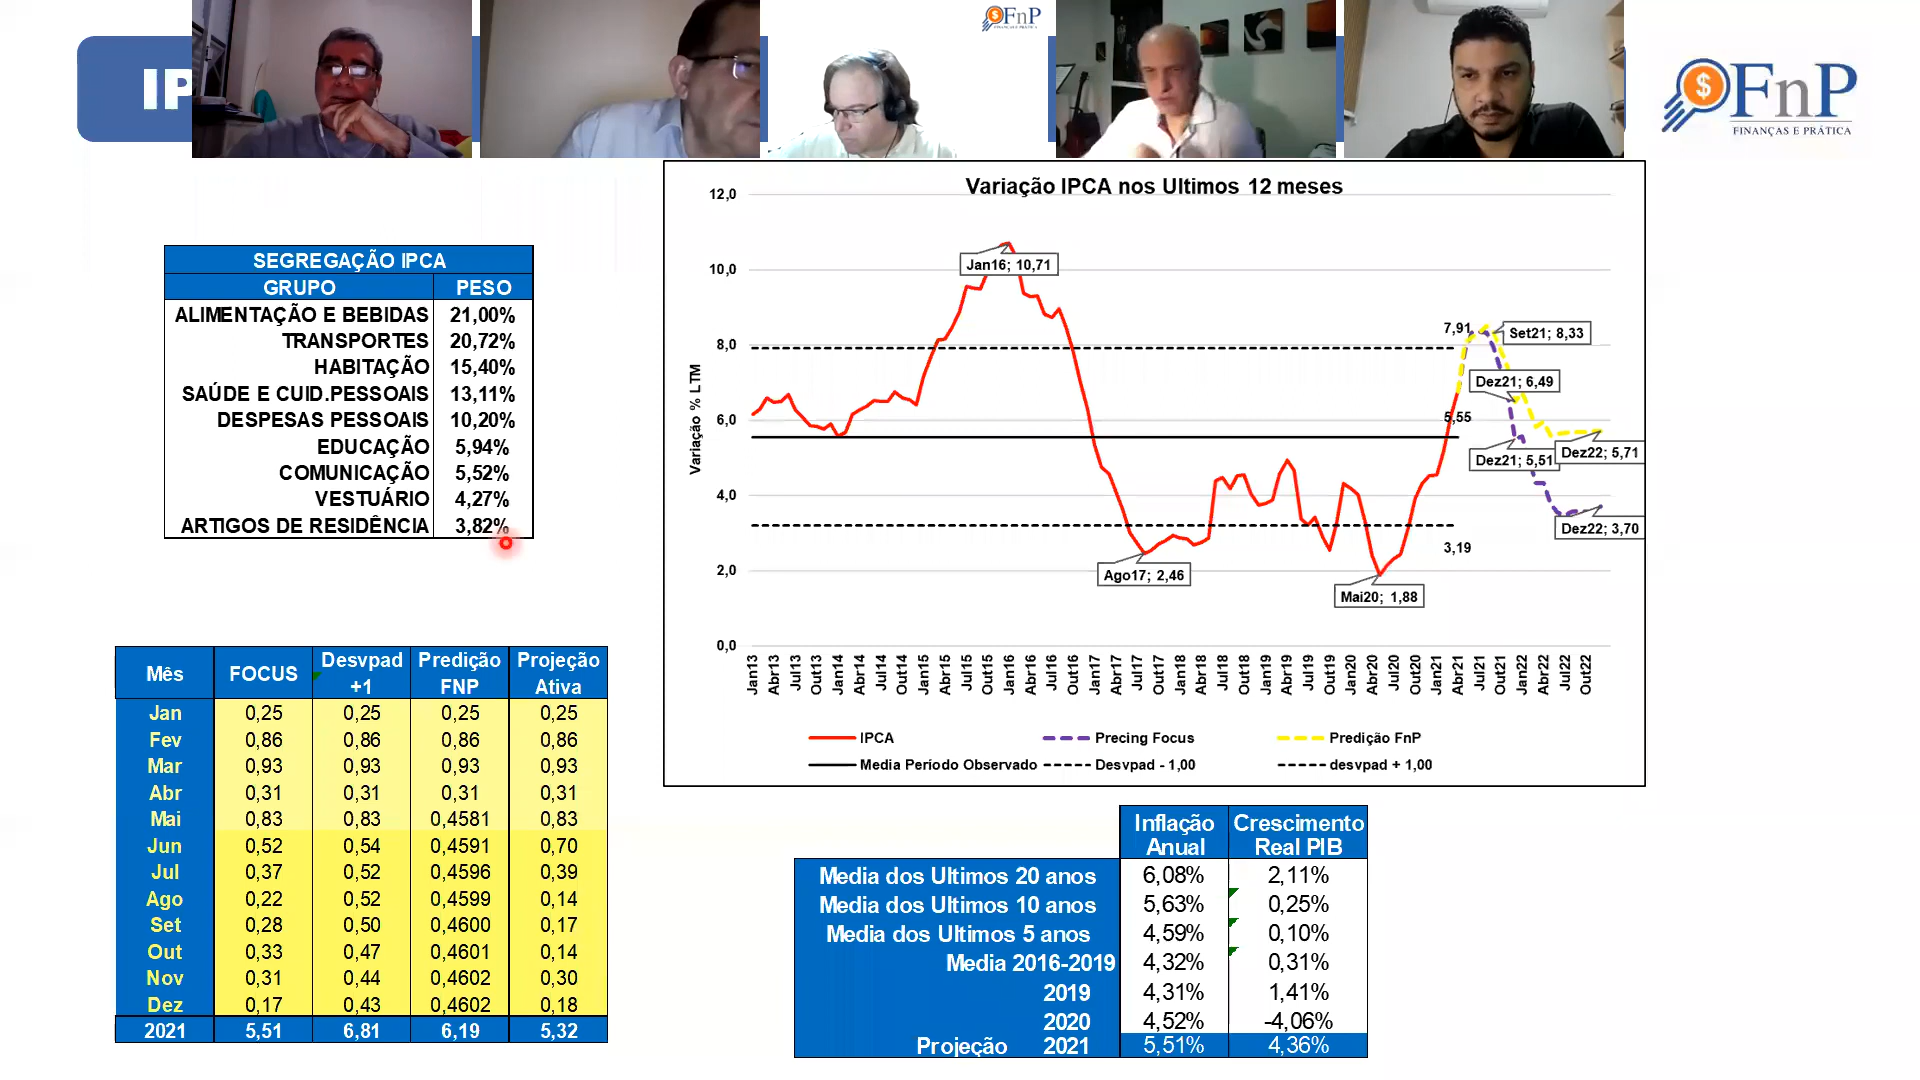 IP
FnP
FINANÇAS E PRÁTICA
FnP
FINANÇAS E PRÁTICA
SEGREGAÇÃO IPCA
GRUPO PESO
ALIMENTAÇÃO E BEBIDAS 21,00%
TRANSPORTES 20,72%
HABITAÇÃO 15,40%
SAÚDE E CUID.PESSOAIS 13,11%
DESPESAS PESSOAIS 10,20%
EDUCAÇÃO 5,94%
COMUNICAÇÃO 5,52%
VESTUÁRIO 4,27%
ARTIGOS DE RESIDÊNCIA 3,82%
Variação IPCA nos Ultimos 12 meses
Variação % LTM
12,0
10,0
8,0
6,0
4,0
2,0
0,0
Jan16; 10,71
7,91
Set21; 8,33
Dez21; 6,49
5,55
Dez21; 5,51
Dez22; 5,71
Dez22; 3,70
3,19
Ago17; 2,46
Mai20; 1,88
Jan13 Abr13 Jul13 Out13 Jan14 Abr14 Jul14 Out14 Jan15 Abr15 Jul15 Out15 Jan16 Abr16 Jul16 Out16 Jan17 Abr17 Jul17 Out17 Jan18 Abr18 Jul18 Out18 Jan19 Abr19 Jul19 Out19 Jan20 Abr20 Jul20 Out20 Jan21 Abr21 Jul21 Out21 Jan22 Abr22 Jul22 Out22
IPCA Precing Focus Predição FnP
Media Período Observado Desvpad - 1,00 desvpad + 1,00
Mês FOCUS Desvpad +1 Predição FNP Projeção Ativa
Jan 0,25 0,25 0,25 0,25
Fev 0,86 0,86 0,86 0,86
Mar 0,93 0,93 0,93 0,93
Abr 0,31 0,31 0,31 0,31
Mai 0,83 0,83 0,4581 0,83
Jun 0,52 0,54 0,4591 0,70
Jul 0,37 0,52 0,4596 0,39
Ago 0,22 0,52 0,4599 0,14
Set 0,28 0,50 0,4600 0,17
Out 0,33 0,47 0,4601 0,14
Nov 0,31 0,44 0,4602 0,30
Dez 0,17 0,43 0,4602 0,18
2021 5,51 6,81 6,19 5,32
Inflação Anual Crescimento Real PIB
Media dos Ultimos 20 anos 6,08% 2,11%
Media dos Ultimos 10 anos 5,63% 0,25%
Media dos Ultimos 5 anos 4,59% 0,10%
Media 2016-2019 4,32% 0,31%
2019 4,31% 1,41%
2020 4,52% -4,06%
Projeção 2021 5,51% 4,36%